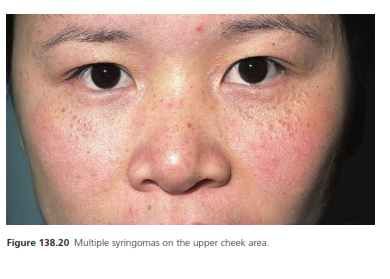 Figure 138.20 Multiple syringomas on the upper cheek area.